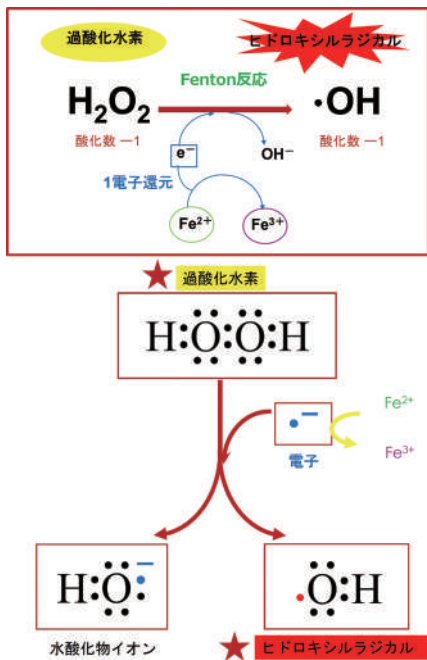 過酸化水素
ヒドロキシルラジカル
Fenton反応
H₂O₂
・OH
酸化数 −1
酸化数 −1
e⁻
OH⁻
1電子還元
Fe²⁺
Fe³⁺
★ 過酸化水素
H:O:O:H
Fe²⁺
Fe³⁺
電子
H:O:
・O:H
水酸化物イオン
★ ヒドロキシルラジカル